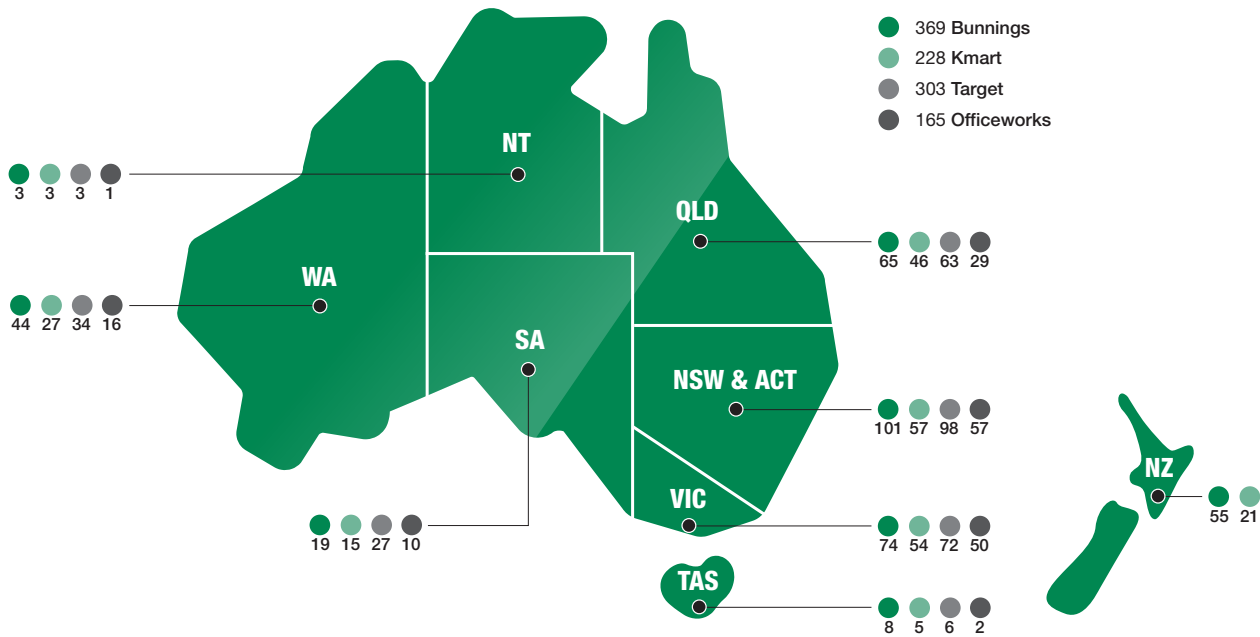 369 Bunnings
228 Kmart
303 Target
165 Officeworks
NT
3 3 3 1
QLD
65 46 63 29
WA
44 27 34 16
SA
19 15 27 10
NSW & ACT
101 57 98 57
VIC
74 54 72 50
TAS
8 5 6 2
NZ
55 21